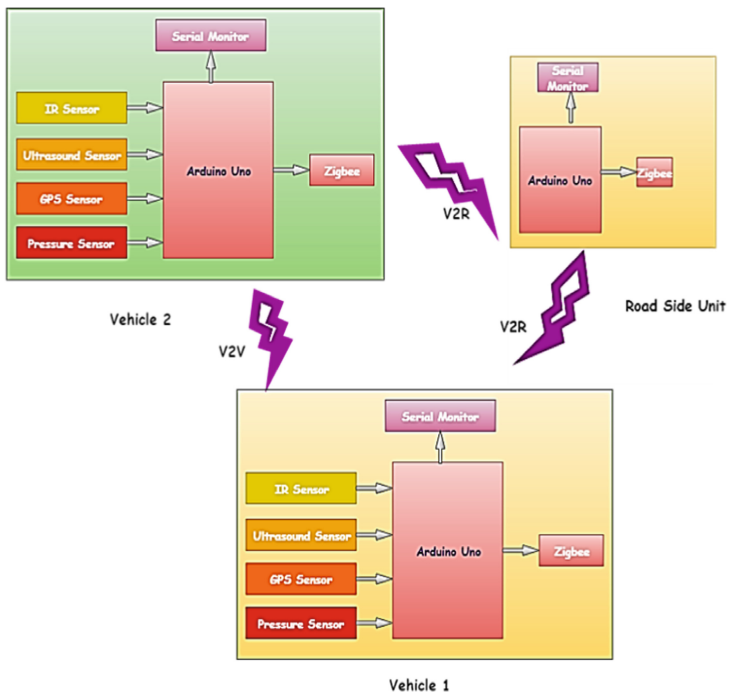 Serial Monitor
IR Sensor
Ultrasound Sensor
GPS Sensor
Pressure Sensor
Arduino Uno
Zigbee
Vehicle 2
Serial
Monitor
Arduino Uno
Zigbee
Road Side Unit
V2R
V2R
V2V
Serial Monitor
IR Sensor
Ultrasound Sensor
GPS Sensor
Pressure Sensor
Arduino Uno
Zigbee
Vehicle 1